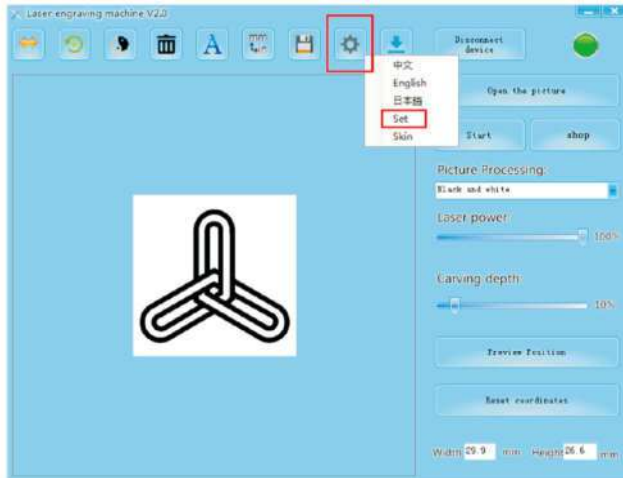 Laser engraving machine V2.0
A
mm
Disconnect
device
中文
English
日本語
Set
Skin
Open the picture
Start
shop
Picture Processing:
Black and white
Laser power:
100%
Carving depth
10%
Preview Position
Reset coordinates
Width 29.9 mm Height 26.6 mm